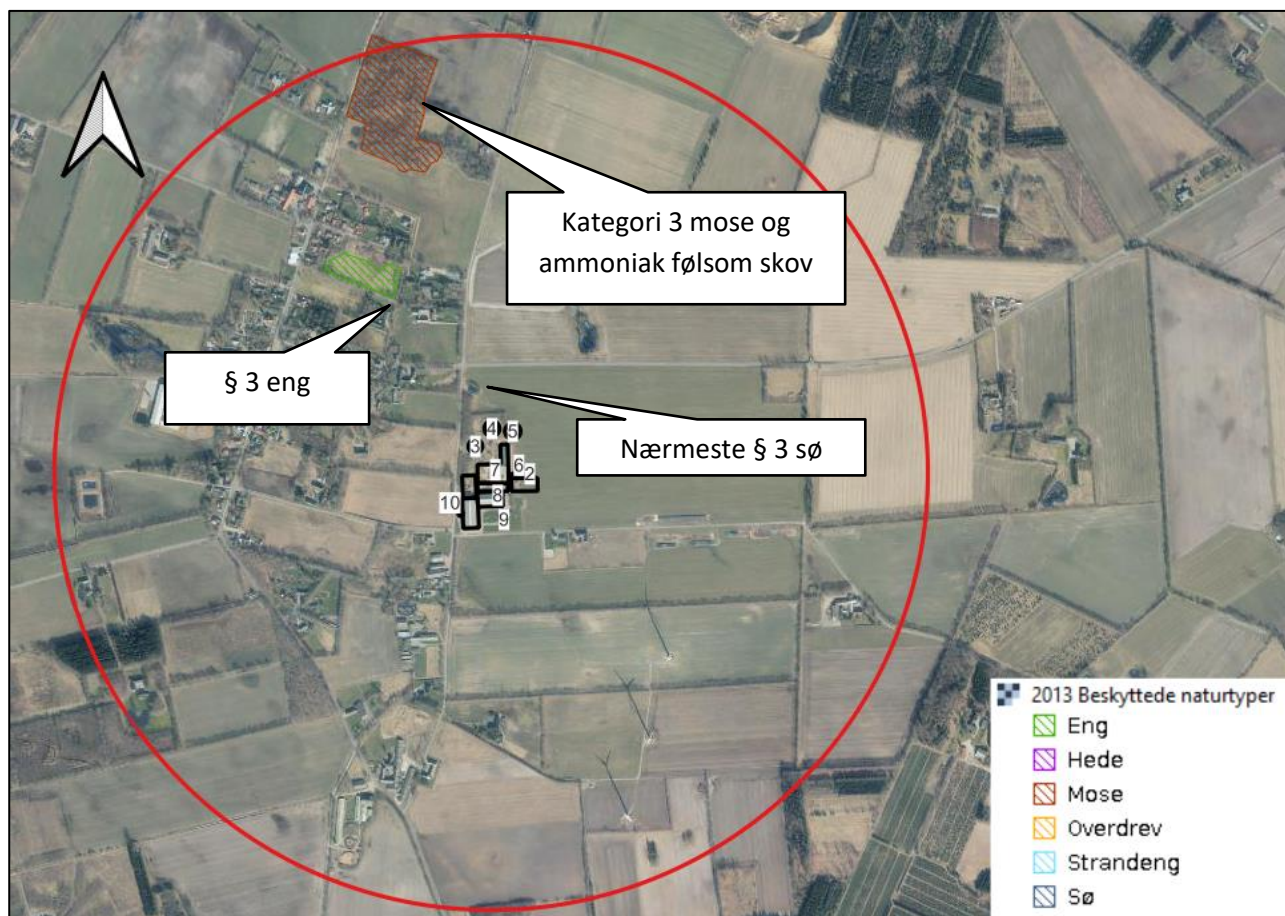 Kategori 3 mose og
ammoniak følsom skov
§ 3 eng
Nærmeste § 3 sø
4
5
3
7
6
2
8
10
9
2013 Beskyttede naturtyper
Eng
Hede
Mose
Overdrev
Strandeng
Sø